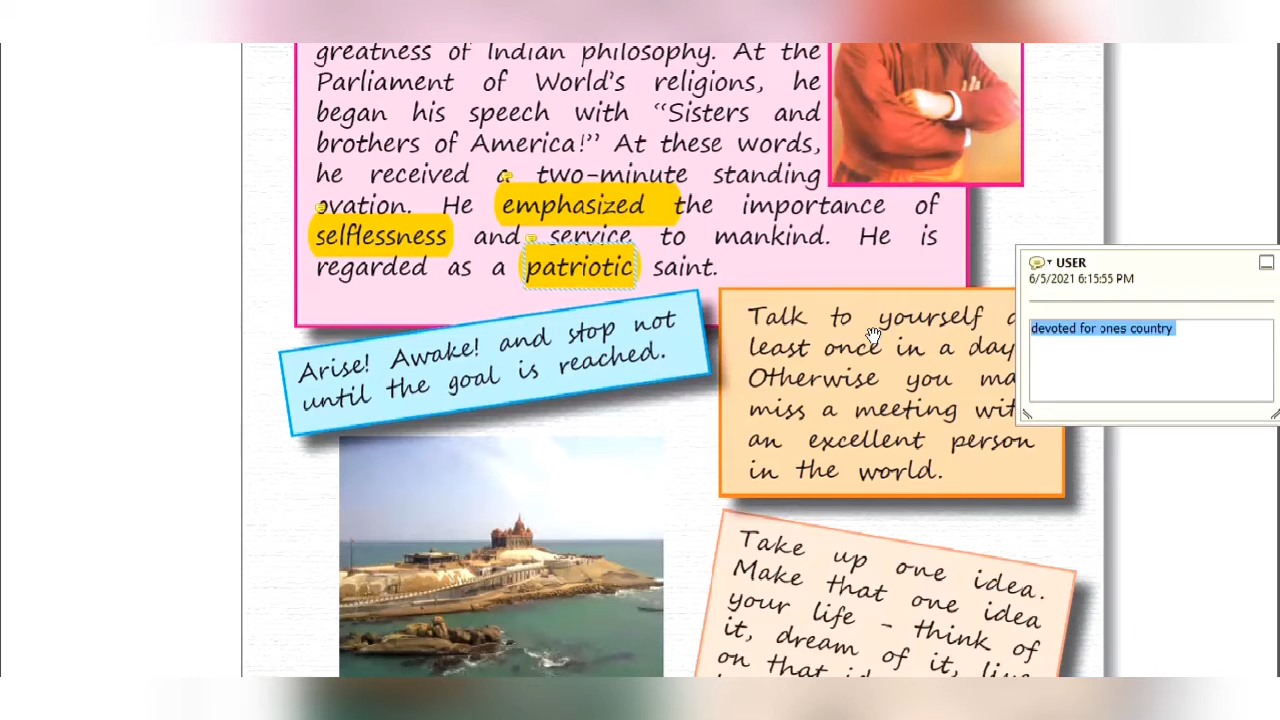 greatness of Indian philosophy. At the
Parliament of World's religions, he
began his speech with “Sisters and
brothers of America!” At these words,
he received a two-minute standing
ovation. He emphasized the importance of
selflessness and service to mankind. He is
regarded as a patriotic saint.
USER
6/5/2021 6:15:55 PM
devoted for ones country
Arise! Awake! and stop not
until the goal is reached.
Talk to yourself
least once in a day
Otherwise you
miss a meeting
an excellent person
in the world.
Take up one idea.
Make that one idea
your life - think of
it, dream of it,
on that